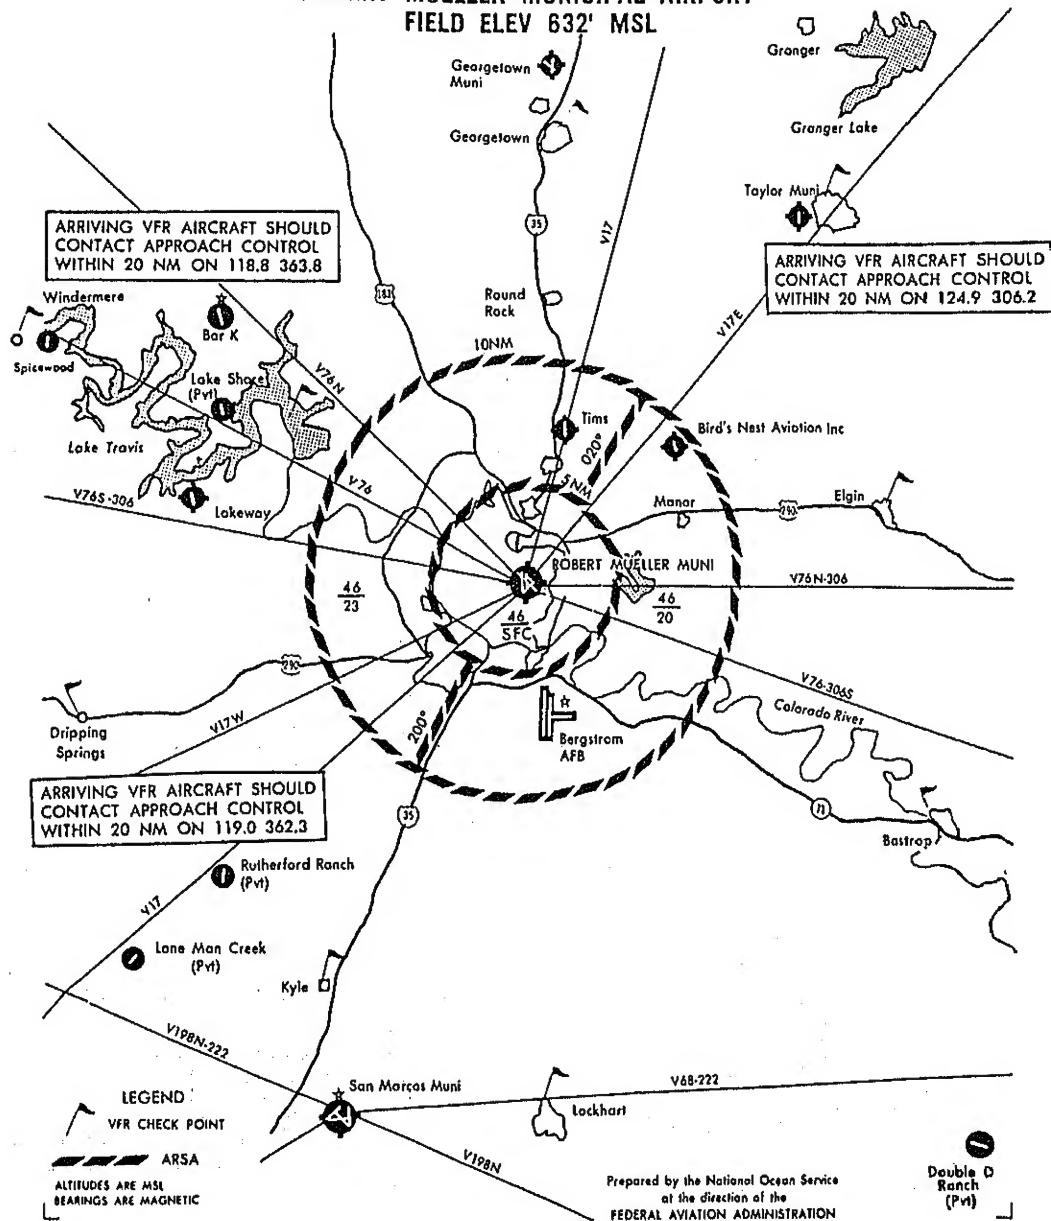 MUELLER MUNICIPAL AIRPORT
FIELD ELEV 632' MSL
Granger
Georgetown
Muni
Georgetown
Granger Lake
Taylor Muni
35
V17
ARRIVING VFR AIRCRAFT SHOULD
CONTACT APPROACH CONTROL
WITHIN 20 NM ON 118.8 363.8
ARRIVING VFR AIRCRAFT SHOULD
CONTACT APPROACH CONTROL
WITHIN 20 NM ON 124.9 306.2
183
Windermere
Round
Rock
Bar K
V17E
10NM
Spicewood
Lake Shore
(Pvt)
V76N
Tims
Bird's Nest Aviation Inc
Lake Travis
020°
V76
5NM
V76S-306
Lakeway
Manor
290
Elgin
ROBERT MUELLER MUNI
V76N-306
46
23
46
SFC
46
20
290
V76-306S
V17W
Dripping
Springs
200°
Colorado River
Bergstrom
AFB
ARRIVING VFR AIRCRAFT SHOULD
CONTACT APPROACH CONTROL
WITHIN 20 NM ON 119.0 362.3
35
71
Bastrop
Rutherford Ranch
(Pvt)
V17
Lane Man Creek
(Pvt)
Kyle
V198N-222
San Marcos Muni
V68-222
Lockhart
LEGEND
VFR CHECK POINT
ARSA
ALTITUDES ARE MSL
BEARINGS ARE MAGNETIC
V198N
Prepared by the National Ocean Service
at the direction of the
FEDERAL AVIATION ADMINISTRATION
Double D
Ranch
(Pvt)